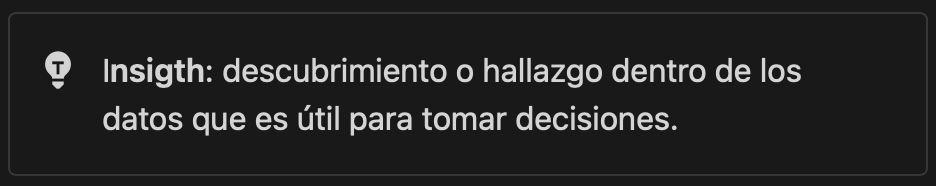 Insigth: descubrimiento o hallazgo dentro de los
datos que es útil para tomar decisiones.